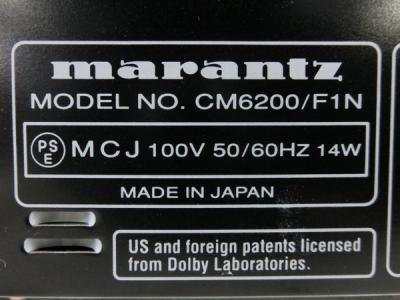 marantz
MODEL NO. CM6200/F1N
PS
E
MCJ 100V 50/60HZ 14W
MADE IN JAPAN
US and foreign patents licensed
from Dolby Laboratories.